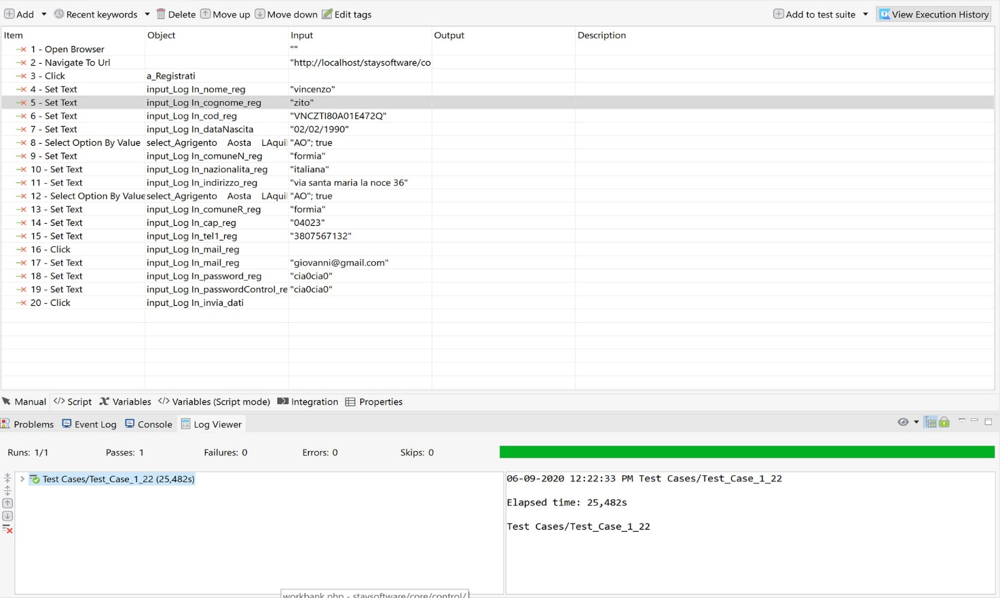 Add Recent keywords Delete Move up Move down Edit tags Add to test suite View Execution History
Item Object Input Output Description
1 - Open Browser ""
2 - Navigate To Url "http://localhost/staysoftware/co
3 - Click a_Registrati
4 - Set Text input_Log In_nome_reg "vincenzo"
5 - Set Text input_Log In_cognome_reg "zito"
6 - Set Text input_Log In_cod_reg "VNCZTI80A01E472Q"
7 - Set Text input_Log In_dataNascita "02/02/1990"
8 - Select Option By Value select_Agrigento Aosta LAqui "AO"; true
9 - Set Text input_Log In_comuneN_reg "formia"
10 - Set Text input_Log In_nazionalita_reg "italiana"
11 - Set Text input_Log In_indirizzo_reg "via santa maria la noce 36"
12 - Select Option By Value select_Agrigento Aosta LAqui "AO"; true
13 - Set Text input_Log In_comuneR_reg "formia"
14 - Set Text input_Log In_cap_reg "04023"
15 - Set Text input_Log In_tel1_reg "3807567132"
16 - Click input_Log In_mail_reg
17 - Set Text input_Log In_mail_reg "giovanni@gmail.com"
18 - Set Text input_Log In_password_reg "cia0cia0"
19 - Set Text input_Log In_passwordControl_re "cia0cia0"
20 - Click input_Log In_invia_dati
Manual Script Variables Variables (Script mode) Integration Properties
Problems Event Log Console Log Viewer
Runs: 1/1 Passes: 1 Failures: 0 Errors: 0 Skips: 0
Test Cases/Test_Case_1_22 (25,482s)
06-09-2020 12:22:33 PM Test Cases/Test_Case_1_22
Elapsed time: 25,482s
Test Cases/Test_Case_1_22
workbank.php - staysoftware/core/control/